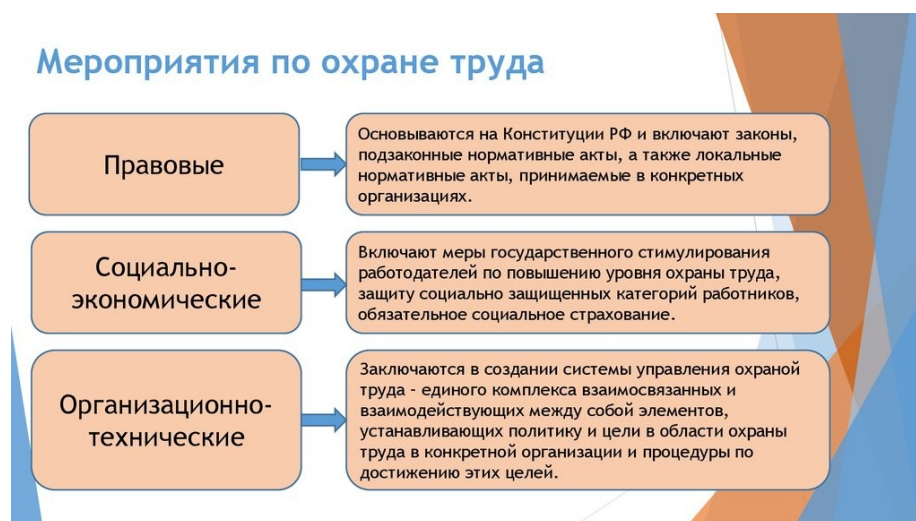 Мероприятия по охране труда
Правовые
Основываются на Конституции РФ и включают законы,
подзаконные нормативные акты, а также локальные
нормативные акты, принимаемые в конкретных
организациях.
Социально-
экономические
Включают меры государственного стимулирования
работодателей по повышению уровня охраны труда,
защиту социально защищенных категорий работников,
обязательное социальное страхование.
Организационно-
технические
Заключаются в создании системы управления охраной
труда - единого комплекса взаимосвязанных и
взаимодействующих между собой элементов,
устанавливающих политику и цели в области охраны
труда в конкретной организации и процедуры по
достижению этих целей.